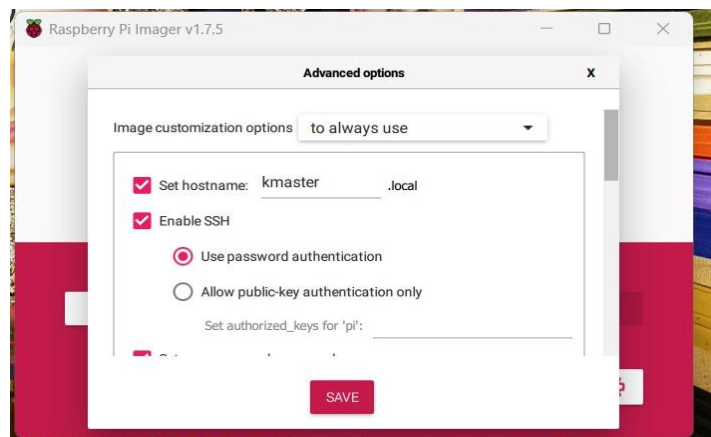 Raspberry Pi Imager v1.7.5
Advanced options X
Image customization options to always use
Set hostname: kmaster .local
Enable SSH
Use password authentication
Allow public-key authentication only
Set authorized_keys for 'pi':
SAVE